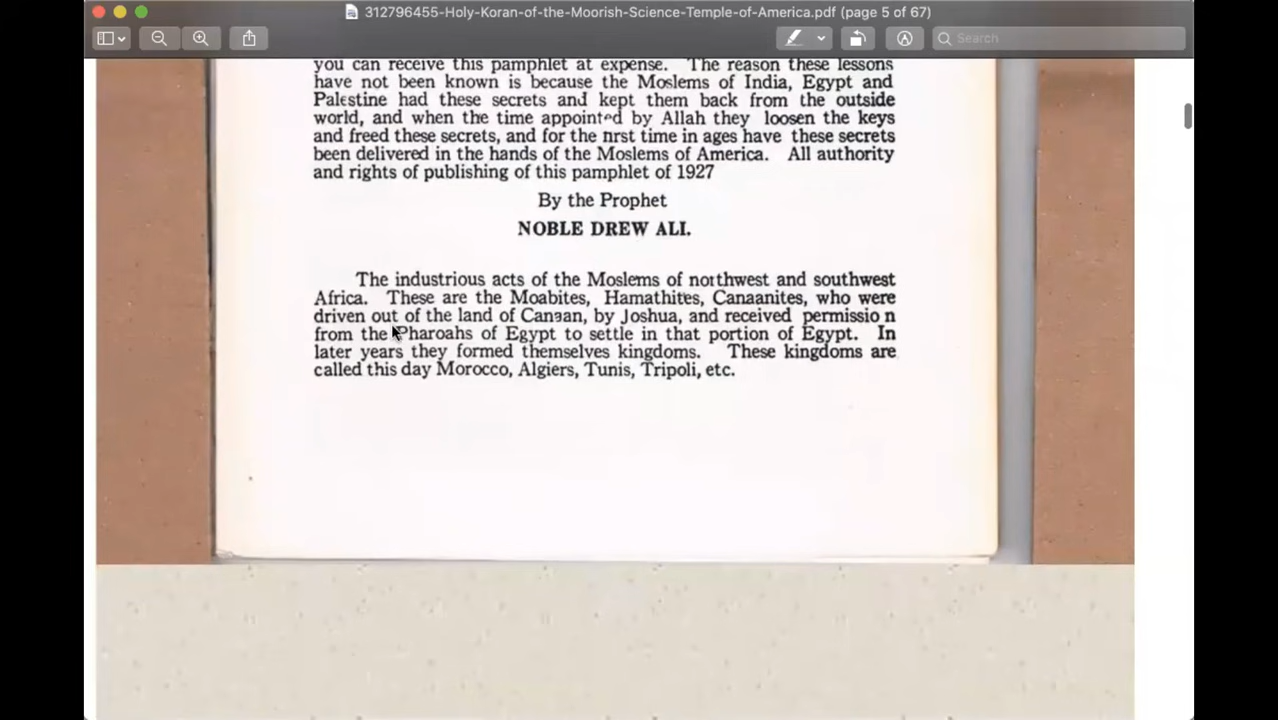 312796455-Holy-Koran-of-the-Moorish-Science-Temple-of-America.pdf (page 5 of 67)
Search
you can receive this pamphlet at expense. The reason these lessons
have not been known is because the Moslems of India, Egypt and
Palestine had these secrets and kept them back from the outside
world, and when the time appointed by Allah they loosen the keys
and freed these secrets, and for the first time in ages have these secrets
been delivered in the hands of the Moslems of America. All authority
and rights of publishing of this pamphlet of 1927
By the Prophet
NOBLE DREW ALI.
The industrious acts of the Moslems of northwest and southwest
Africa. These are the Moabites, Hamathites, Canaanites, who were
driven out of the land of Canaan, by Joshua, and received permissio n
from the Pharoahs of Egypt to settle in that portion of Egypt. In
later years they formed themselves kingdoms. These kingdoms are
called this day Morocco, Algiers, Tunis, Tripoli, etc.